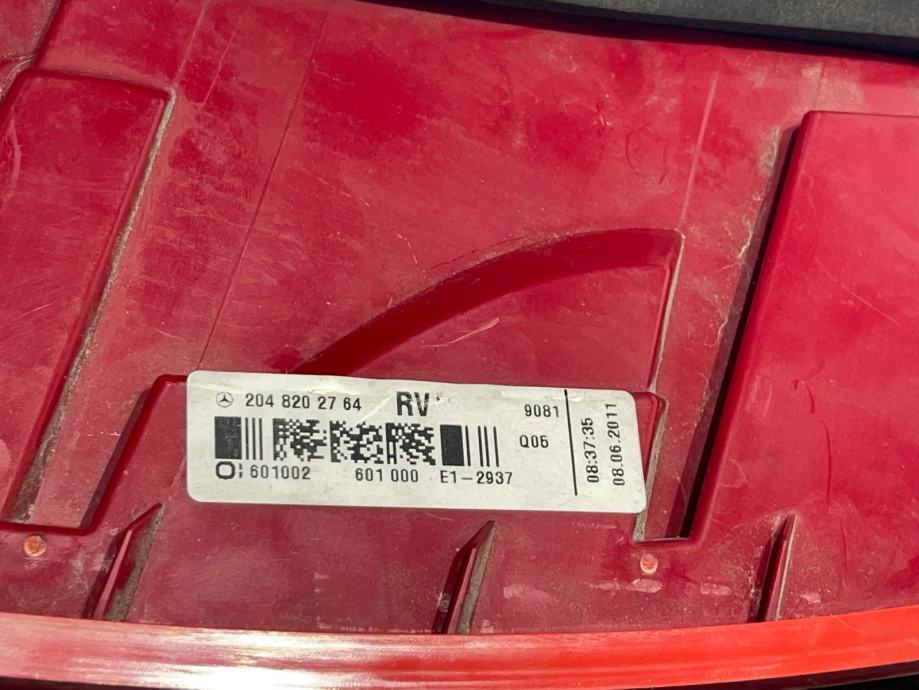 204 820 27 64 RV 9081
Q05
601002 601 000 E1-2937
08:37:35
08.06.2011